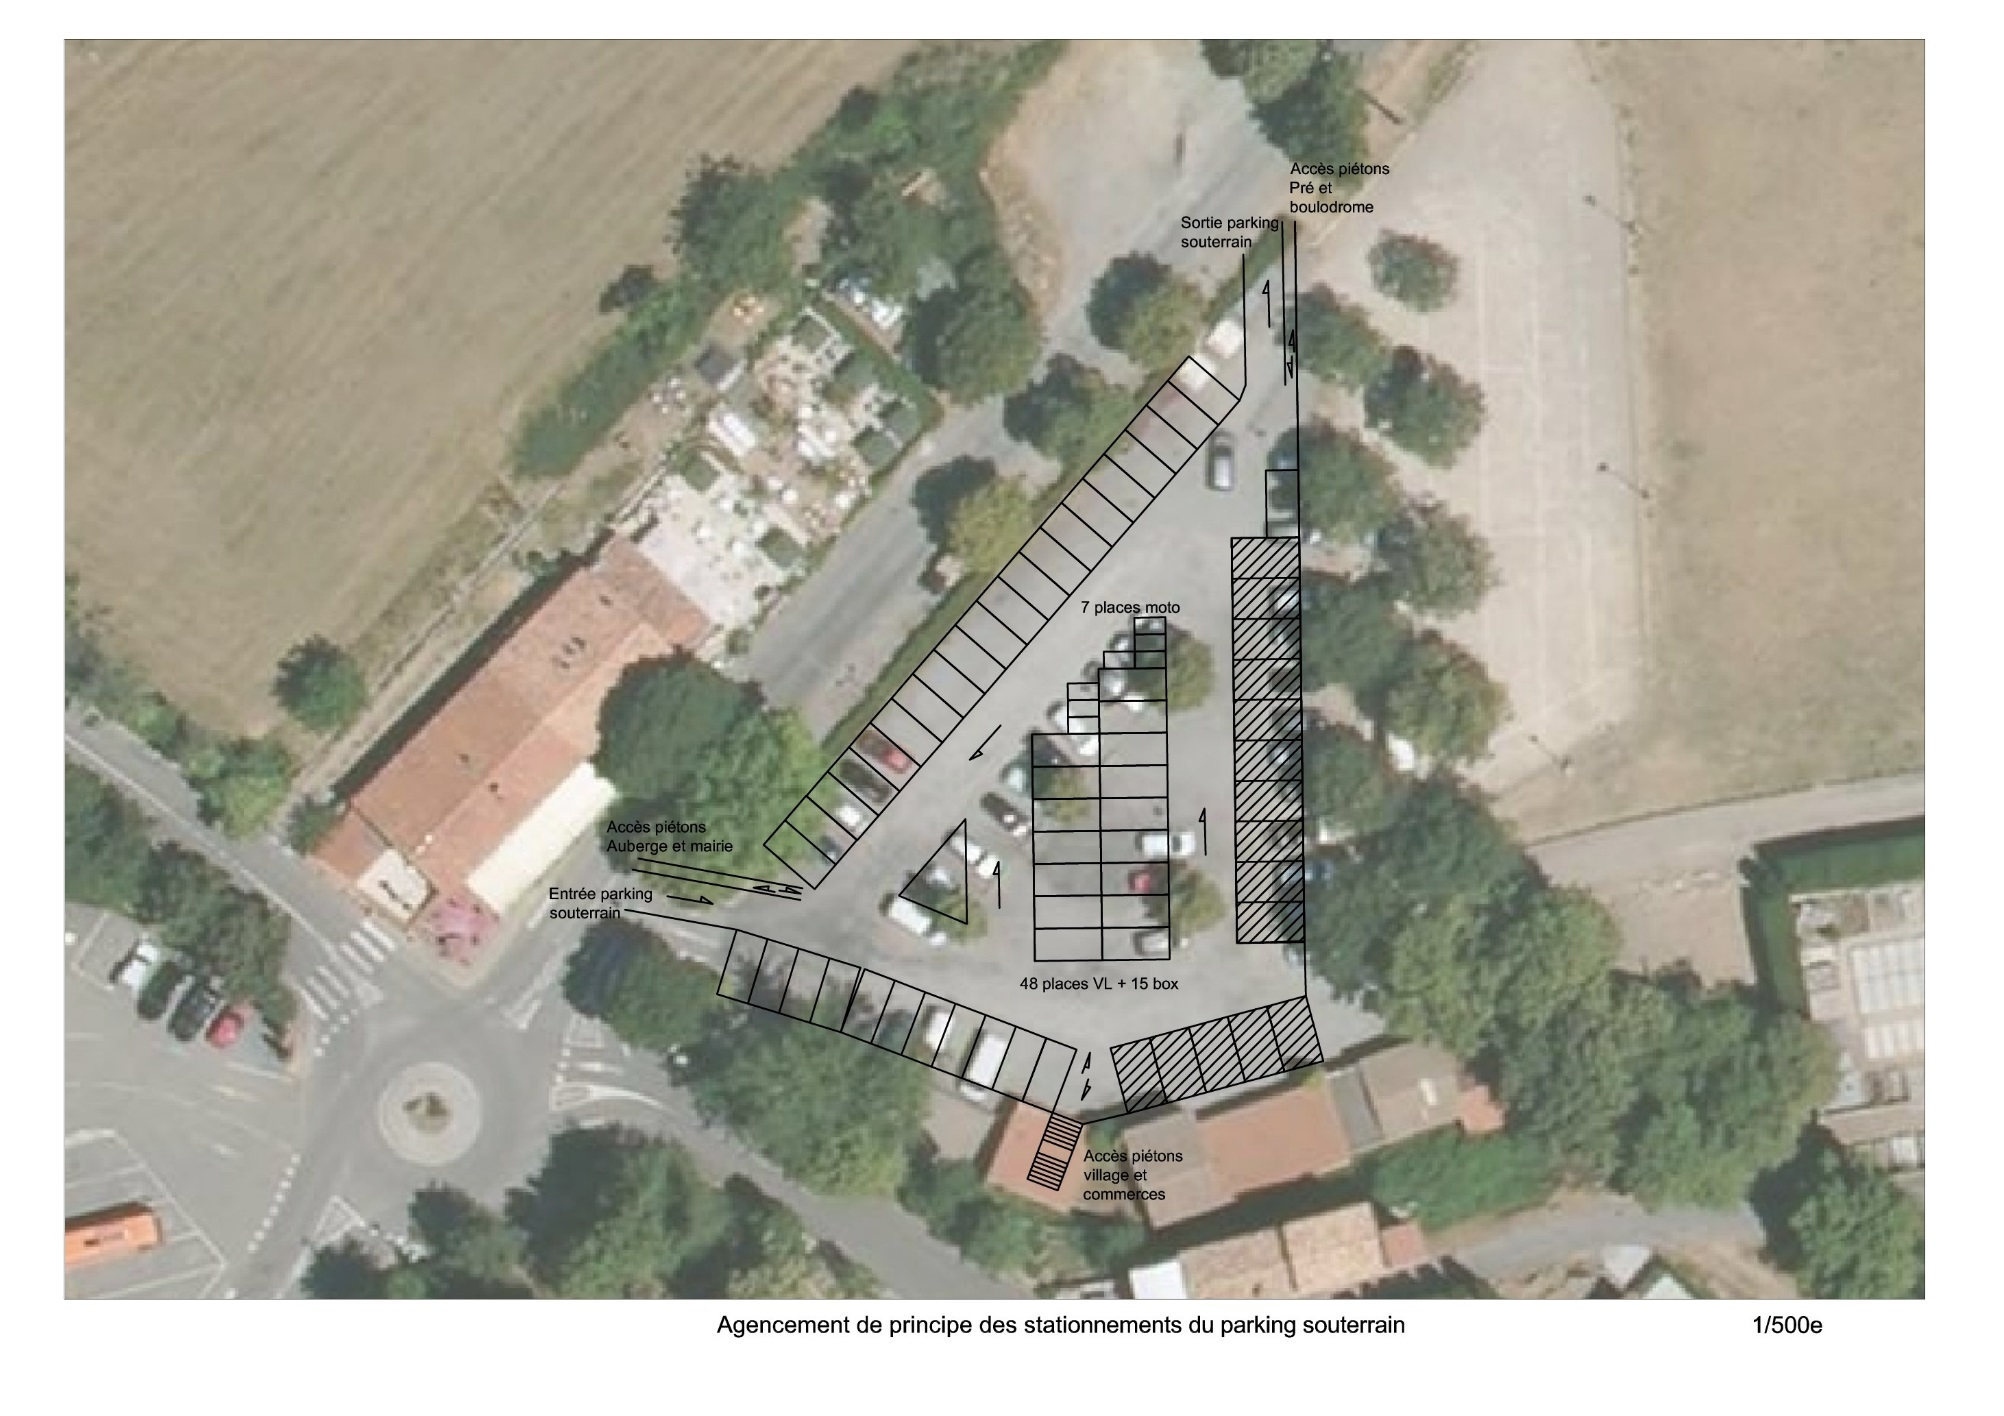 Accès piétons
Pré et
boulodrome
Sortie parking
souterrain
7 places moto
Accès piétons
Auberge et mairie
Entrée parking
souterrain
48 places VL + 15 box
Accès piétons
village et
commerces
Agencement de principe des stationnements du parking souterrain
1/500e